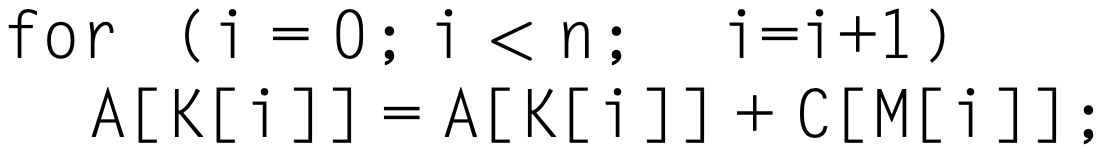 for (i = 0; i < n; i=i+1)
A[K[i]] = A[K[i]] + C[M[i]];